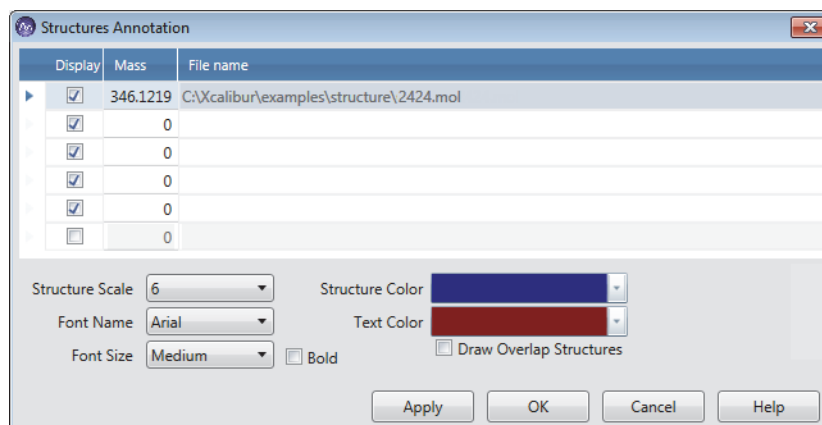 Structures Annotation
Display Mass File name
346.1219 C:\Xcalibur\examples\structure\2424.mol
0
0
0
0
0
Structure Scale 6 Structure Color
Font Name Arial Text Color
Font Size Medium Bold Draw Overlap Structures
Apply OK Cancel Help